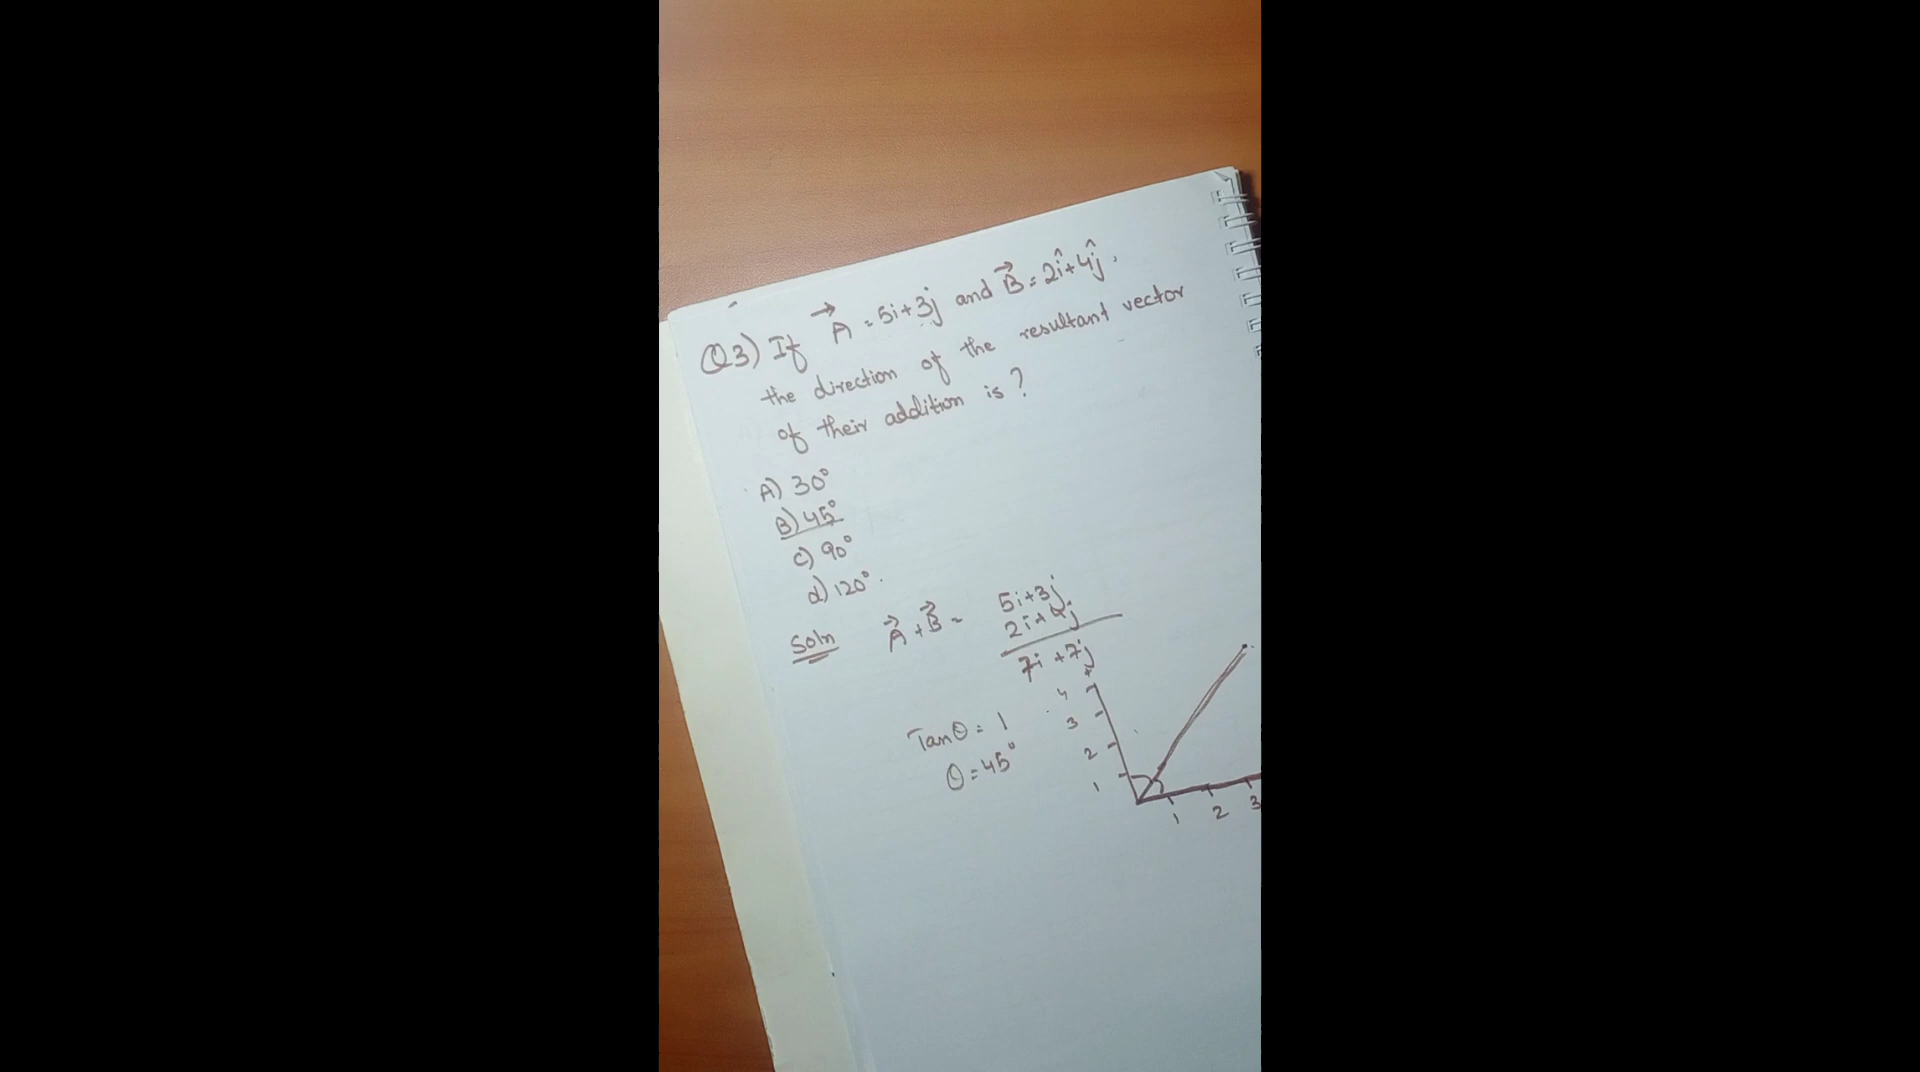 Q3) If A⃗ = 5i+3j and B⃗ = 2î+4ĵ.
the direction of the resultant vector
of their addition is?
A) 30°
B) 45°
c) 90°
d) 120°.
Soln A⃗ + B⃗ = 5i+3j
2i+4j
7i+7j
Tanθ = 1
θ = 45°
4
3
2
1
1 2 3